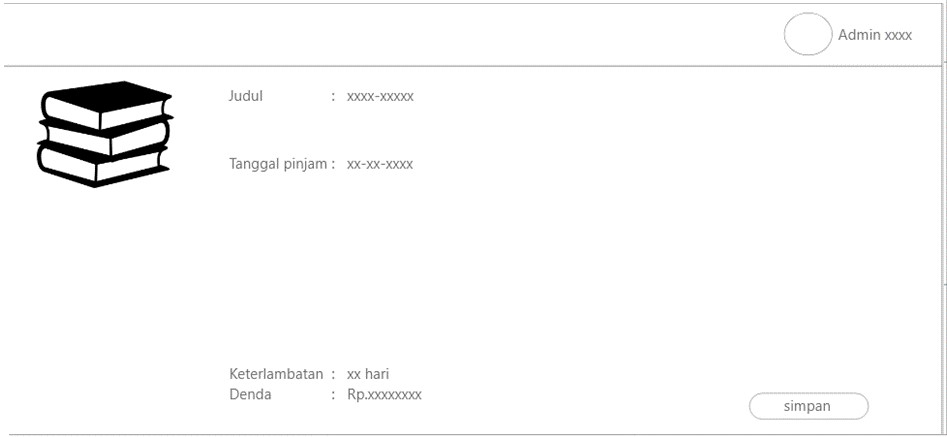 Admin xxxx
Judul : xxxx-xxxxx
Tanggal pinjam : xx-xx-xxxx
Keterlambatan : xx hari
Denda : Rp.xxxxxxxx
simpan